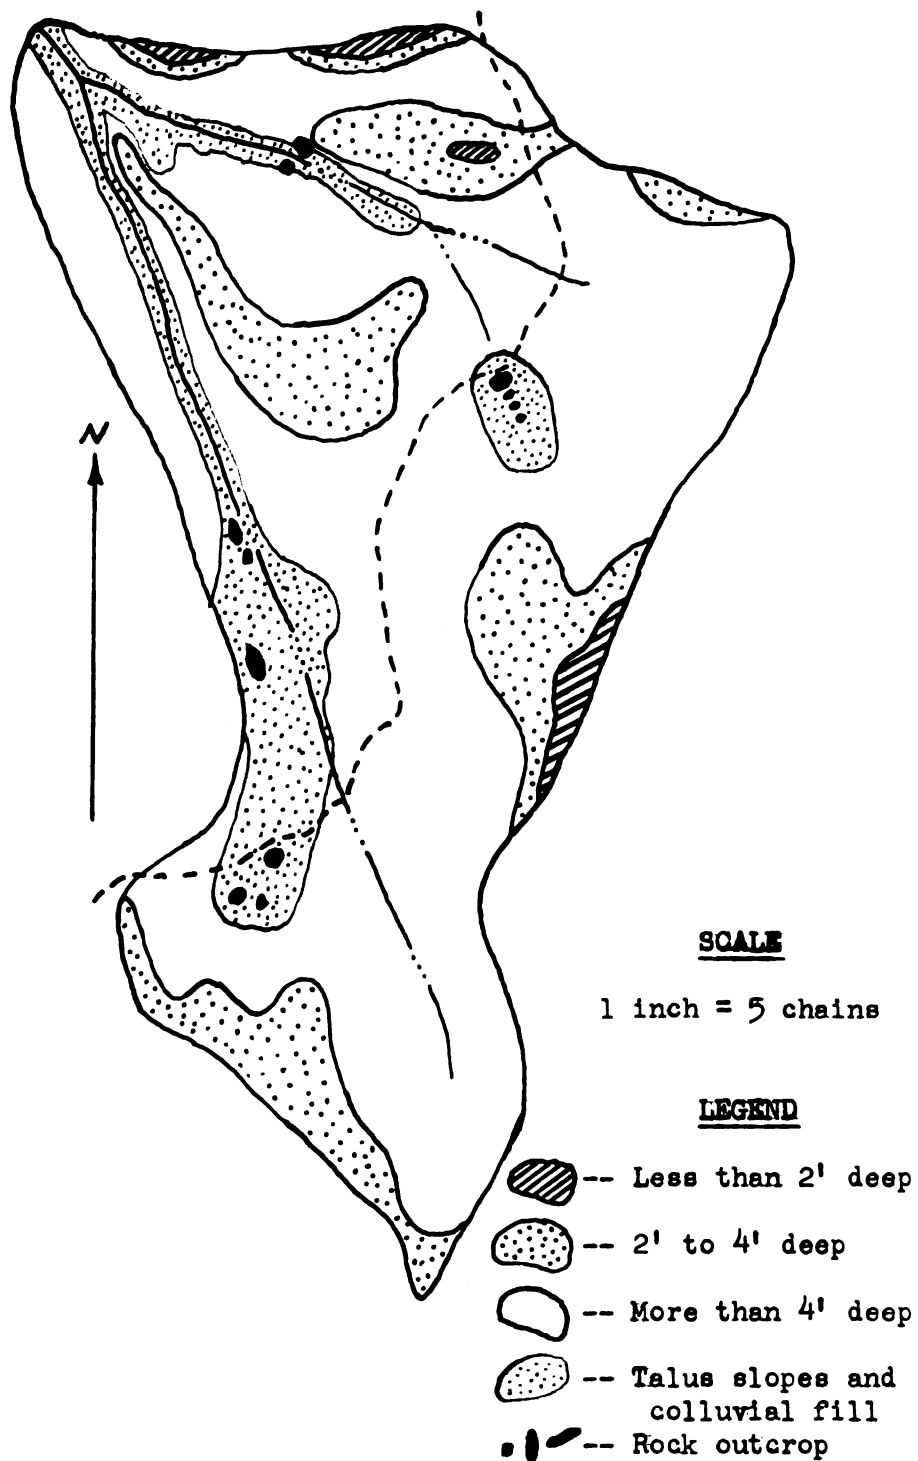 N
SCALE
1 inch = 5 chains
LEGEND
-- Less than 2' deep
-- 2' to 4' deep
-- More than 4' deep
-- Talus slopes and
colluvial fill
-- Rock outcrop